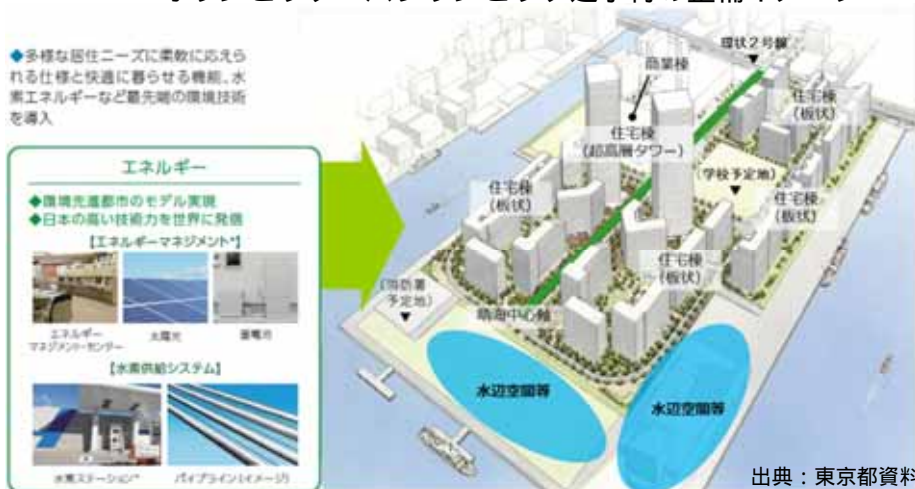 ◆多様な居住ニーズに柔軟に応えら
れる仕様と快適に暮らせる機能、水
素エネルギーなど最先端の環境技術
を導入
エネルギー
◆環境先進都市のモデル実現
◆日本の高い技術力を世界に発信
【エネルギーマネジメント*】
エネルギー
マネジメント・センター
太陽光
蓄電池
【水素供給システム】
水素ステーション*
パイプライン(イメージ)
環状2号線
商業棟
住宅棟
(板状)
住宅棟
(超高層タワー)
(学校予定地)
住宅棟
(板状)
住宅棟
(板状)
住宅棟
(板状)
(消防署
予定地)
晴海中心軸
水辺空間等
水辺空間等
出典：東京都資料